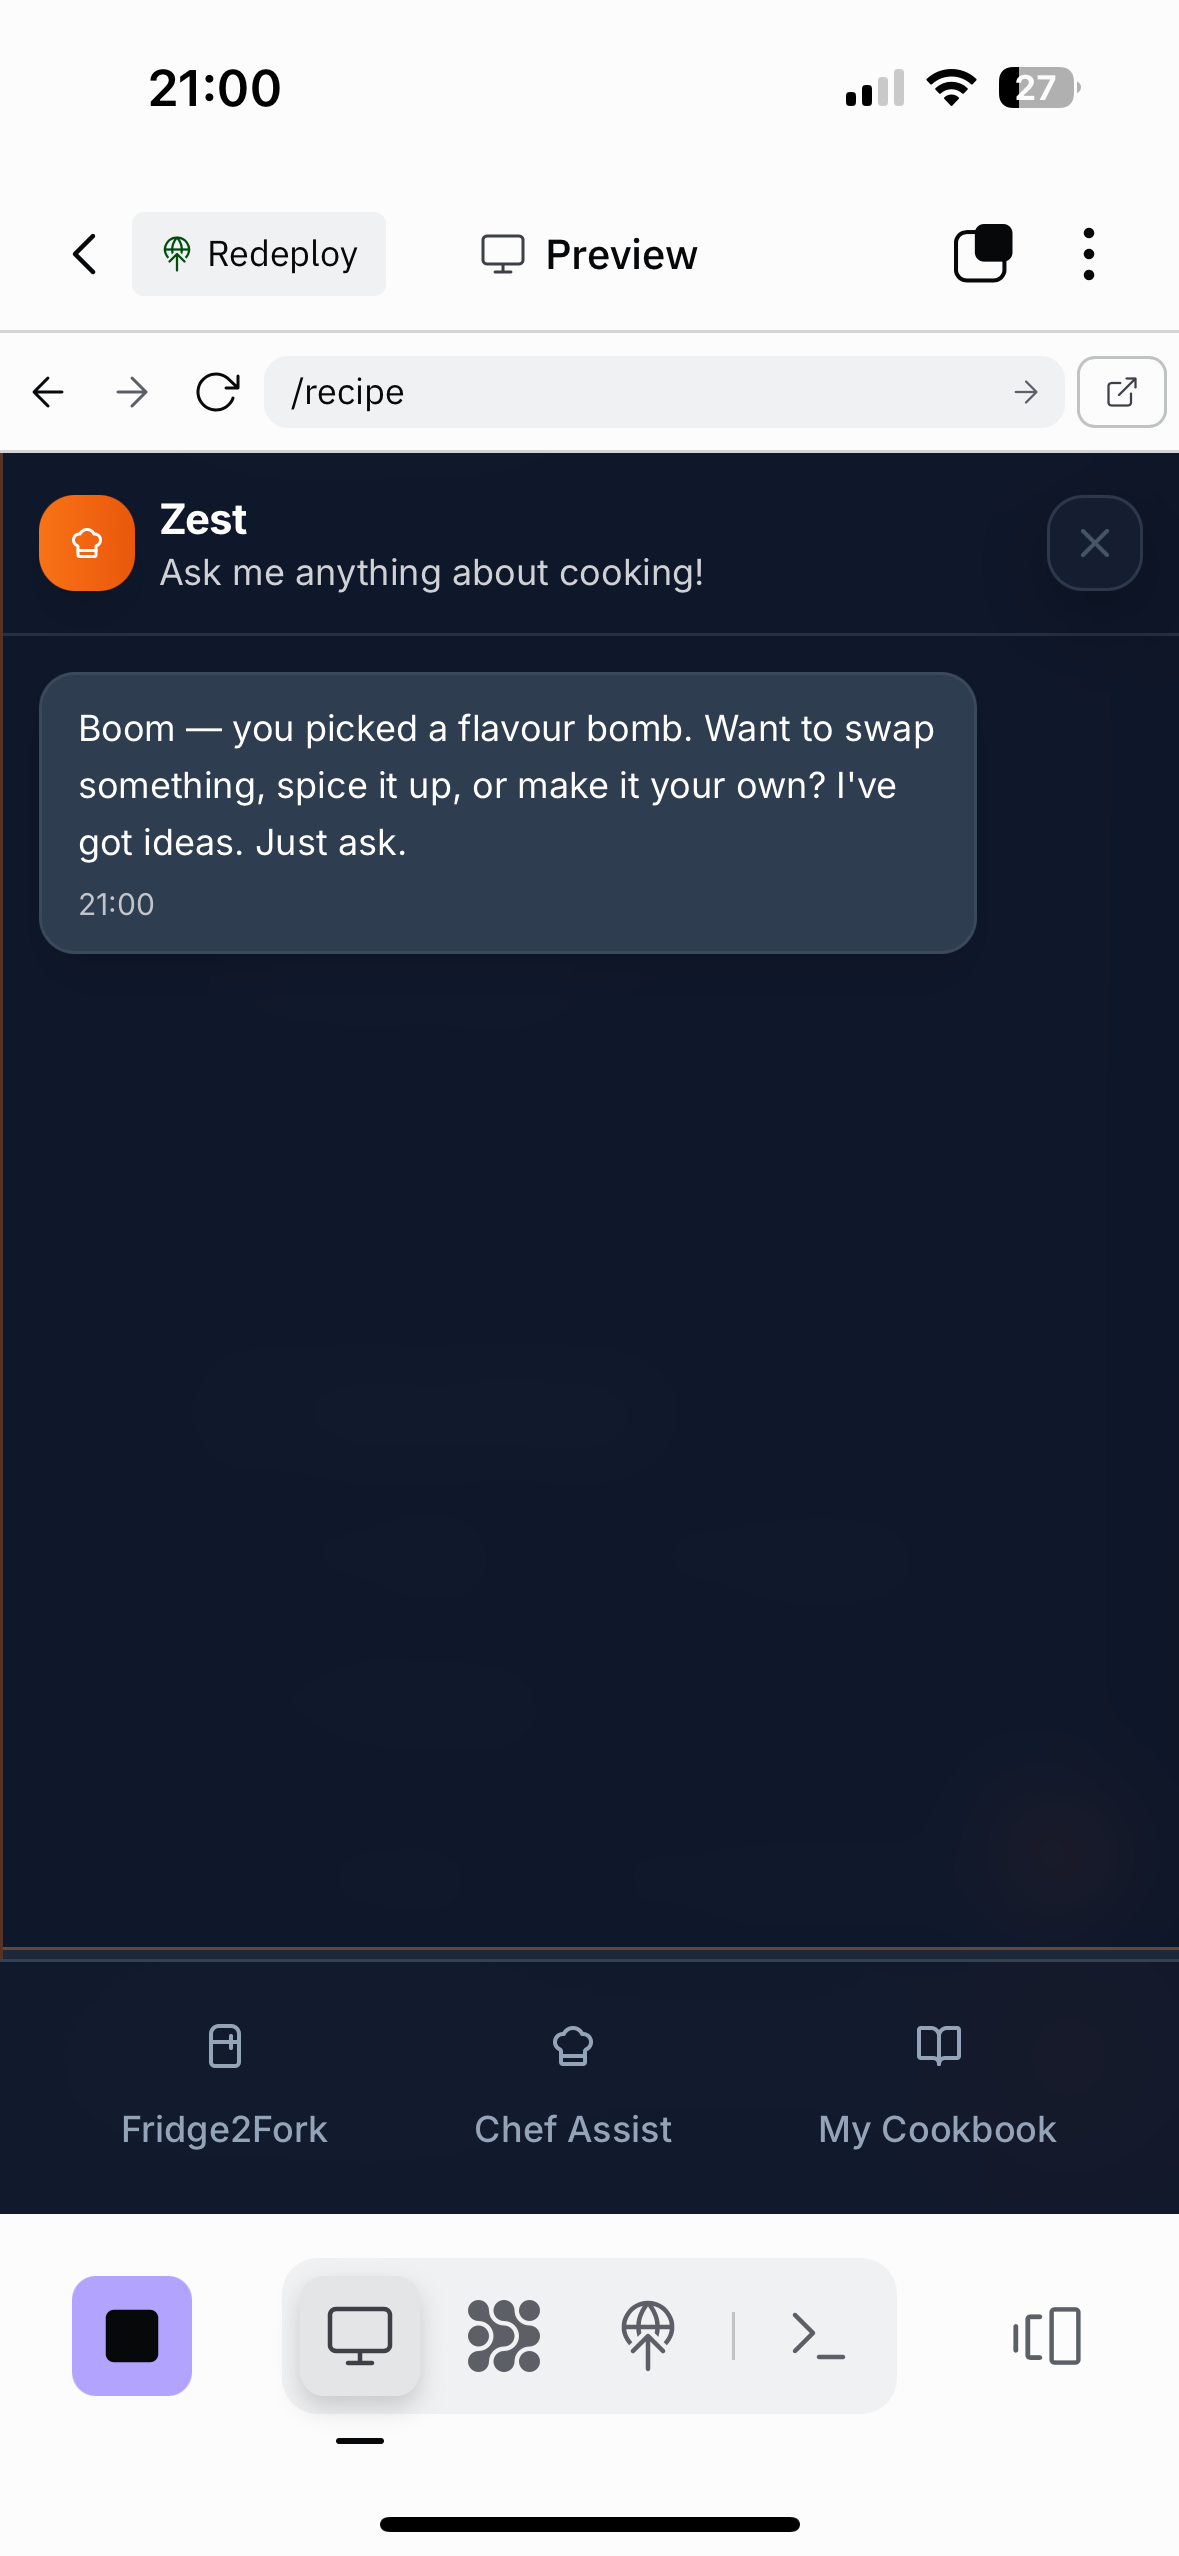 21:00
27
Redeploy
Preview
/recipe
Zest
Ask me anything about cooking!
Boom — you picked a flavour bomb. Want to swap
something, spice it up, or make it your own? I've
got ideas. Just ask.
21:00
Fridge2Fork
Chef Assist
My Cookbook